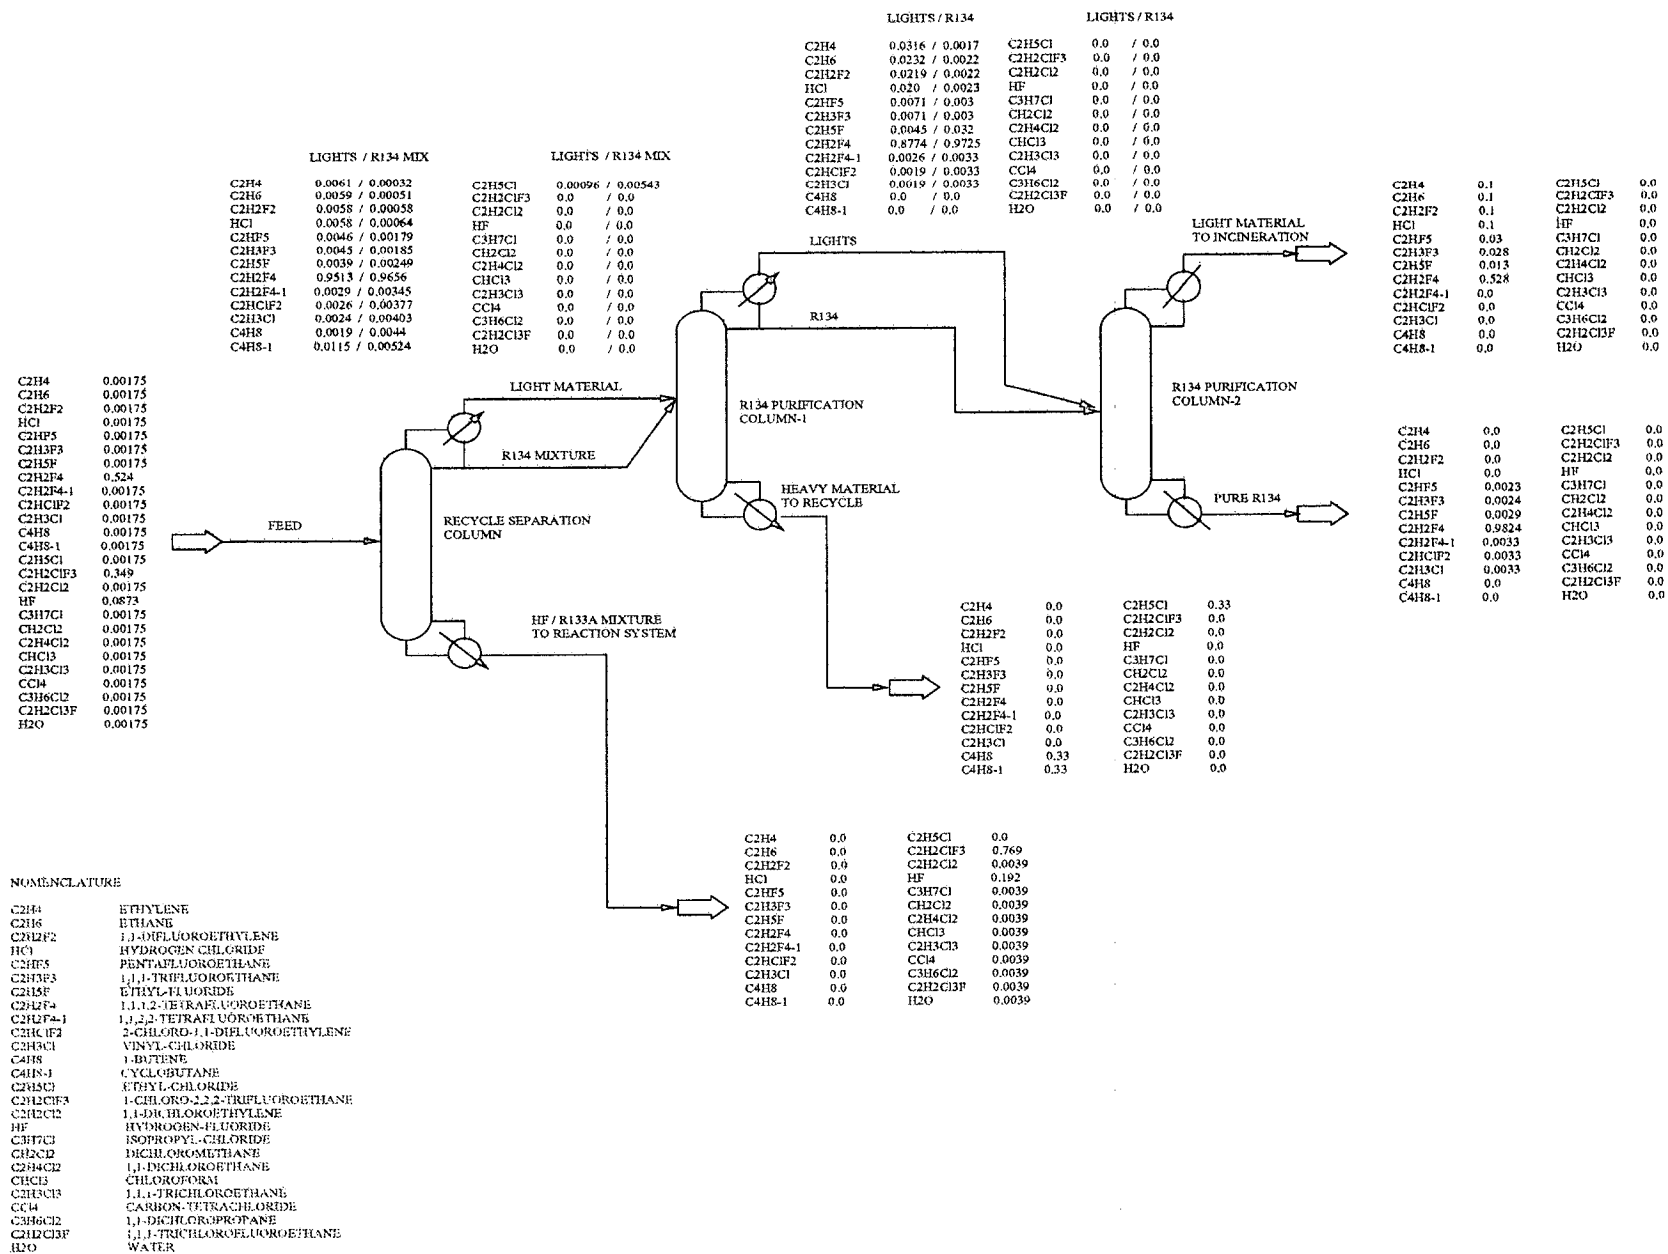 LIGHTS / R134 LIGHTS / R134
C2H4 0.0316 / 0.0017 C2H5Cl 0.0 / 0.0
C2H6 0.0232 / 0.0022 C2H2ClF3 0.0 / 0.0
C2H2F2 0.0219 / 0.0022 C2H2Cl2 0.0 / 0.0
HCl 0.020 / 0.0023 HF 0.0 / 0.0
C2HF5 0.0071 / 0.003 C3H7Cl 0.0 / 0.0
C2H3F3 0.0071 / 0.003 CH2Cl2 0.0 / 0.0
C2H5F 0.0045 / 0.032 C2H4Cl2 0.0 / 0.0
C2H2F4 0.8774 / 0.9725 CHCl3 0.0 / 0.0
C2H2F4-1 0.0026 / 0.0033 C2H3Cl3 0.0 / 0.0
C2HClF2 0.0019 / 0.0033 CCl4 0.0 / 0.0
C2H3Cl 0.0019 / 0.0033 C3H6Cl2 0.0 / 0.0
C4H8 0.0 / 0.0 C2H2Cl3F 0.0 / 0.0
C4H8-1 0.0 / 0.0 H2O 0.0 / 0.0
LIGHTS / R134 MIX LIGHTS / R134 MIX
C2H4 0.0061 / 0.00032 C2H5Cl 0.00096 / 0.00543
C2H6 0.0059 / 0.00051 C2H2ClF3 0.0 / 0.0
C2H2F2 0.0058 / 0.00058 C2H2Cl2 0.0 / 0.0
HCl 0.0058 / 0.00064 HF 0.0 / 0.0
C2HF5 0.0046 / 0.00179 C3H7Cl 0.0 / 0.0
C2H3F3 0.0045 / 0.00185 CH2Cl2 0.0 / 0.0
C2H5F 0.0039 / 0.00249 C2H4Cl2 0.0 / 0.0
C2H2F4 0.9513 / 0.9656 CHCl3 0.0 / 0.0
C2H2F4-1 0.0029 / 0.00345 C2H3Cl3 0.0 / 0.0
C2HClF2 0.0026 / 0.00377 CCl4 0.0 / 0.0
C2H3Cl 0.0024 / 0.00403 C3H6Cl2 0.0 / 0.0
C4H8 0.0019 / 0.0044 C2H2Cl3F 0.0 / 0.0
C4H8-1 0.0115 / 0.00524 H2O 0.0 / 0.0
C2H4 0.1 C2H5Cl 0.0
C2H6 0.1 C2H2ClF3 0.0
C2H2F2 0.1 C2H2Cl2 0.0
HCl 0.1 HF 0.0
C2HF5 0.03 C3H7Cl 0.0
C2H3F3 0.028 CH2Cl2 0.0
C2H5F 0.013 C2H4Cl2 0.0
C2H2F4 0.528 CHCl3 0.0
C2H2F4-1 0.0 C2H3Cl3 0.0
C2HClF2 0.0 CCl4 0.0
C2H3Cl 0.0 C3H6Cl2 0.0
C4H8 0.0 C2H2Cl3F 0.0
C4H8-1 0.0 H2O 0.0
LIGHT MATERIAL
TO INCINERATION
LIGHTS
R134
R134 PURIFICATION
COLUMN-2
R134 PURIFICATION
COLUMN-1
LIGHT MATERIAL
R134 MIXTURE
C2H4 0.00175
C2H6 0.00175
C2H2F2 0.00175
HCl 0.00175
C2HF5 0.00175
C2H3F3 0.00175
C2H5F 0.00175
C2H2F4 0.524
C2H2F4-1 0.00175
C2HClF2 0.00175
C2H3Cl 0.00175
C4H8 0.00175
C4H8-1 0.00175
C2H5Cl 0.00175
C2H2ClF3 0.349
C2H2Cl2 0.00175
HF 0.0873
C3H7Cl 0.00175
CH2Cl2 0.00175
C2H4Cl2 0.00175
CHCl3 0.00175
C2H3Cl3 0.00175
CCl4 0.00175
C3H6Cl2 0.00175
C2H2Cl3F 0.00175
H2O 0.00175
FEED
RECYCLE SEPARATION
COLUMN
HEAVY MATERIAL
TO RECYCLE
PURE R134
C2H4 0.0 C2H5Cl 0.0
C2H6 0.0 C2H2ClF3 0.0
C2H2F2 0.0 C2H2Cl2 0.0
HCl 0.0 HF 0.0
C2HF5 0.0023 C3H7Cl 0.0
C2H3F3 0.0024 CH2Cl2 0.0
C2H5F 0.0029 C2H4Cl2 0.0
C2H2F4 0.9824 CHCl3 0.0
C2H2F4-1 0.0033 C2H3Cl3 0.0
C2HClF2 0.0033 CCl4 0.0
C2H3Cl 0.0033 C3H6Cl2 0.0
C4H8 0.0 C2H2Cl3F 0.0
C4H8-1 0.0 H2O 0.0
HF / R133A MIXTURE
TO REACTION SYSTEM
C2H4 0.0 C2H5Cl 0.33
C2H6 0.0 C2H2ClF3 0.0
C2H2F2 0.0 C2H2Cl2 0.0
HCl 0.0 HF 0.0
C2HF5 0.0 C3H7Cl 0.0
C2H3F3 0.0 CH2Cl2 0.0
C2H5F 0.0 C2H4Cl2 0.0
C2H2F4 0.0 CHCl3 0.0
C2H2F4-1 0.0 C2H3Cl3 0.0
C2HClF2 0.0 CCl4 0.0
C2H3Cl 0.0 C3H6Cl2 0.0
C4H8 0.33 C2H2Cl3F 0.0
C4H8-1 0.33 H2O 0.0
C2H4 0.0 C2H5Cl 0.0
C2H6 0.0 C2H2ClF3 0.769
C2H2F2 0.0 C2H2Cl2 0.0039
HCl 0.0 HF 0.192
C2HF5 0.0 C3H7Cl 0.0039
C2H3F3 0.0 CH2Cl2 0.0039
C2H5F 0.0 C2H4Cl2 0.0039
C2H2F4 0.0 CHCl3 0.0039
C2H2F4-1 0.0 C2H3Cl3 0.0039
C2HClF2 0.0 CCl4 0.0039
C2H3Cl 0.0 C3H6Cl2 0.0039
C4H8 0.0 C2H2Cl3F 0.0039
C4H8-1 0.0 H2O 0.0039
NOMENCLATURE
C2H4 ETHYLENE
C2H6 ETHANE
C2H2F2 1,1-DIFLUOROETHYLENE
HCl HYDROGEN CHLORIDE
C2HF5 PENTAFLUOROETHANE
C2H3F3 1,1,1-TRIFLUOROETHANE
C2H5F ETHYL-FLUORIDE
C2H2F4 1,1,1,2-TETRAFLUOROETHANE
C2H2F4-1 1,1,2,2-TETRAFLUOROETHANE
C2HClF2 2-CHLORO-1,1-DIFLUOROETHYLENE
C2H3Cl VINYL-CHLORIDE
C4H8 1-BUTENE
C4H8-1 CYCLOBUTANE
C2H5Cl ETHYL-CHLORIDE
C2H2ClF3 1-CHLORO-2,2,2-TRIFLUOROETHANE
C2H2Cl2 1,1-DICHLOROETHYLENE
HF HYDROGEN-FLUORIDE
C3H7Cl ISOPROPYL-CHLORIDE
CH2Cl2 DICHLOROMETHANE
C2H4Cl2 1,1-DICHLOROETHANE
CHCl3 CHLOROFORM
C2H3Cl3 1,1,1-TRICHLOROETHANE
CCl4 CARBON-TETRACHLORIDE
C3H6Cl2 1,1-DICHLOROPROPANE
C2H2Cl3F 1,1,1-TRICHLOROFLUOROETHANE
H2O WATER